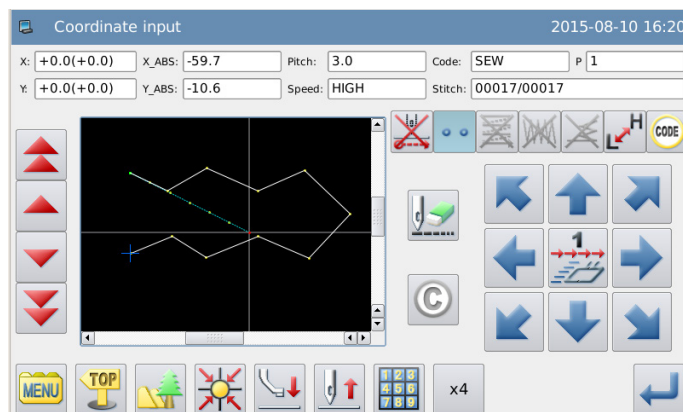 Coordinate input 2015-08-10 16:20
X: +0.0(+0.0) X_ABS: -59.7 Pitch: 3.0 Code: SEW P 1
Y: +0.0(+0.0) Y_ABS: -10.6 Speed: HIGH Stitch: 00017/00017
H
CODE
1
C
MENU
TOP
1 2 3
4 5 6
7 8 9
x4